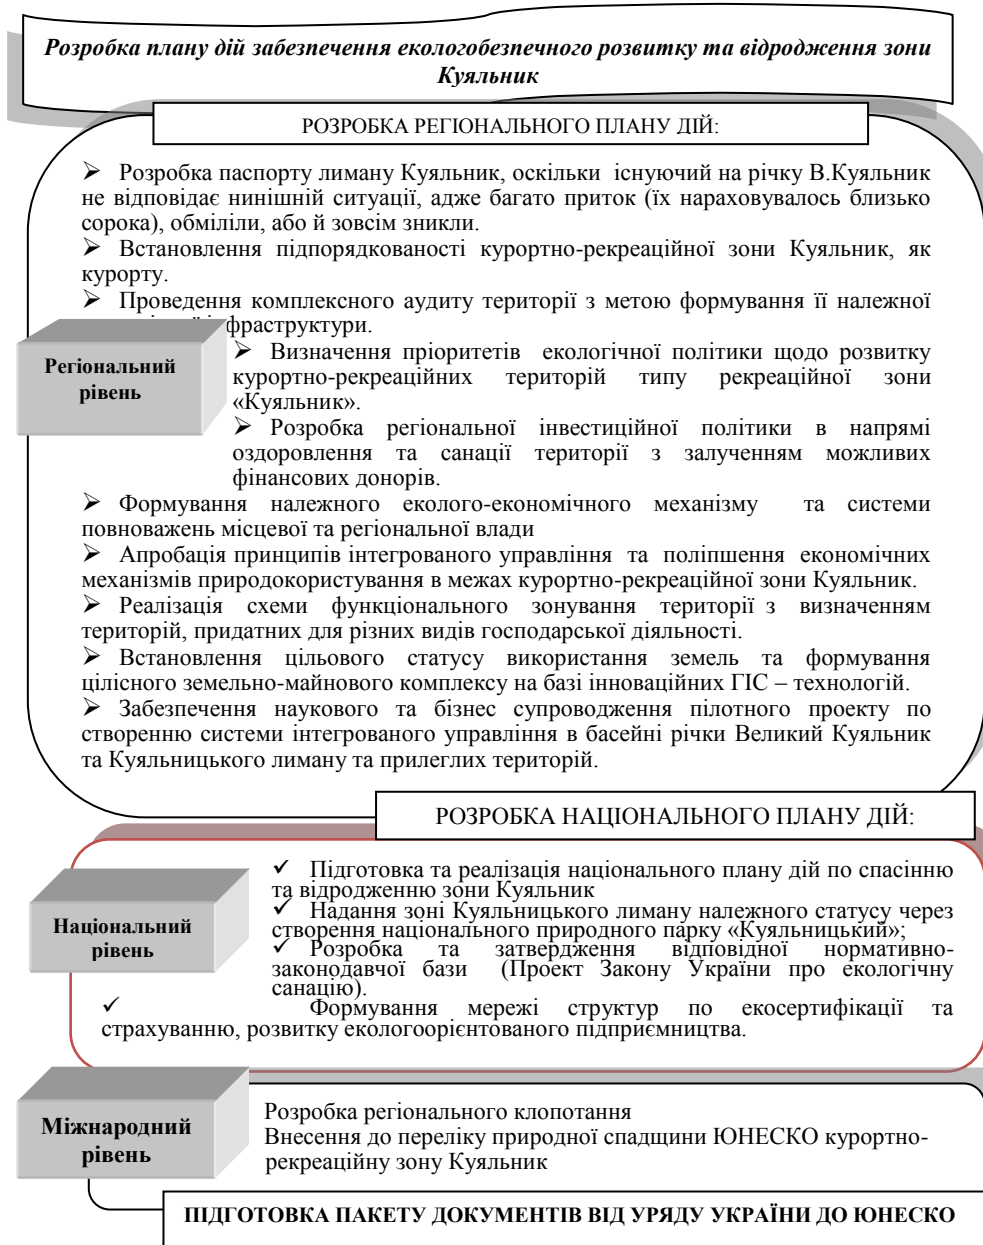 Розробка плану дій забезпечення екологобезпечного розвитку та відродження зони
Куяльник
РОЗРОБКА РЕГІОНАЛЬНОГО ПЛАНУ ДІЙ:
➢ Розробка паспорту лиману Куяльник, оскільки існуючий на річку В.Куяльник
не відповідає нинішній ситуації, адже багато приток (їх нараховувалось близько
сорока), обміліли, або й зовсім зникли.
➢ Встановлення підпорядкованості курортно-рекреаційної зони Куяльник, як
курорту.
➢ Проведення комплексного аудиту території з метою формування її належної
фраструктури.
Регіональний
рівень
➢ Визначення пріоритетів екологічної політики щодо розвитку
курортно-рекреаційних територій типу рекреаційної зони
«Куяльник».
➢ Розробка регіональної інвестиційної політики в напрямі
оздоровлення та санації території з залученням можливих
фінансових донорів.
➢ Формування належного еколого-економічного механізму та системи
повноважень місцевої та регіональної влади
➢ Апробація принципів інтегрованого управління та поліпшення економічних
механізмів природокористування в межах курортно-рекреаційної зони Куяльник.
➢ Реалізація схеми функціонального зонування території з визначенням
територій, придатних для різних видів господарської діяльності.
➢ Встановлення цільового статусу використання земель та формування
цілісного земельно-майнового комплексу на базі інноваційних ГІС – технологій.
➢ Забезпечення наукового та бізнес супроводження пілотного проекту по
створенню системи інтегрованого управління в басейні річки Великий Куяльник
та Куяльницького лиману та прилеглих територій.
РОЗРОБКА НАЦІОНАЛЬНОГО ПЛАНУ ДІЙ:
Національний
рівень
✓ Підготовка та реалізація національного плану дій по спасінню
та відродженню зони Куяльник
✓ Надання зоні Куяльницького лиману належного статусу через
створення національного природного парку «Куяльницький»;
✓ Розробка та затвердження відповідної нормативно-
законодавчої бази (Проект Закону України про екологічну
санацію).
✓ Формування мережі структур по екосертифікації та
страхуванню, розвитку екологоорієнтованого підприємництва.
Міжнародний
рівень
Розробка регіонального клопотання
Внесення до переліку природної спадщини ЮНЕСКО курортно-
рекреаційну зону Куяльник
ПІДГОТОВКА ПАКЕТУ ДОКУМЕНТІВ ВІД УРЯДУ УКРАЇНИ ДО ЮНЕСКО